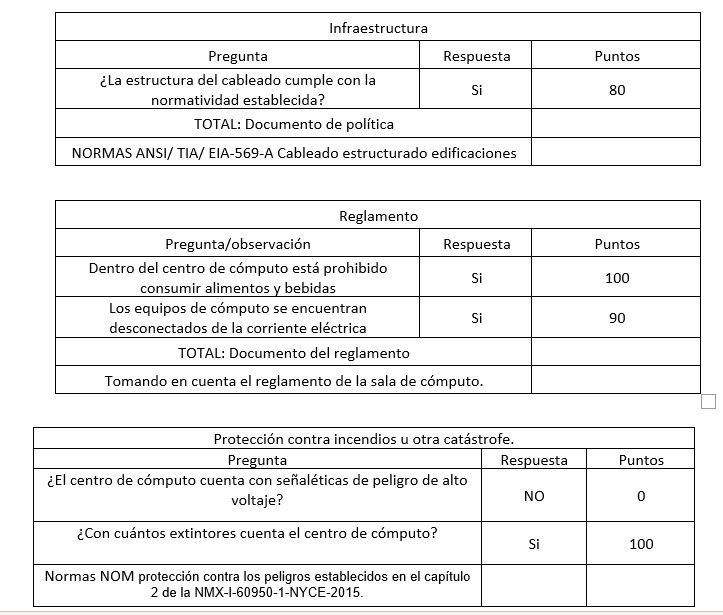 Infraestructura
Pregunta Respuesta Puntos
¿La estructura del cableado cumple con la
normatividad establecida?
Si 80
TOTAL: Documento de política
NORMAS ANSI/ TIA/ EIA-569-A Cableado estructurado edificaciones
Reglamento
Pregunta/observación Respuesta Puntos
Dentro del centro de cómputo está prohibido
consumir alimentos y bebidas
Si 100
Los equipos de cómputo se encuentran
desconectados de la corriente eléctrica
Si 90
TOTAL: Documento del reglamento
Tomando en cuenta el reglamento de la sala de cómputo.
Protección contra incendios u otra catástrofe.
Pregunta Respuesta Puntos
¿El centro de cómputo cuenta con señaléticas de peligro de alto
voltaje?
NO 0
¿Con cuántos extintores cuenta el centro de cómputo?
Si 100
Normas NOM protección contra los peligros establecidos en el capítulo
2 de la NMX-I-60950-1-NYCE-2015.